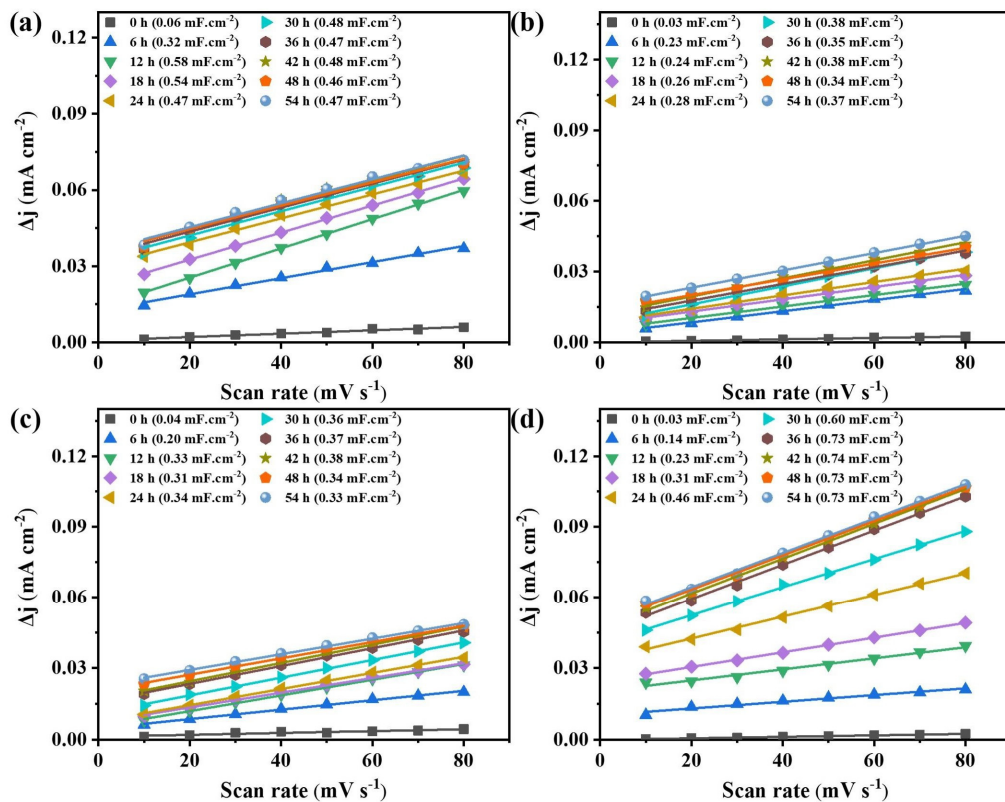 (a)
0 h (0.06 mF.cm-2)
6 h (0.32 mF.cm-2)
12 h (0.58 mF.cm-2)
18 h (0.54 mF.cm-2)
24 h (0.47 mF.cm-2)
30 h (0.48 mF.cm-2)
36 h (0.47 mF.cm-2)
42 h (0.48 mF.cm-2)
48 h (0.46 mF.cm-2)
54 h (0.47 mF.cm-2)
0.12
0.09
0.06
0.03
0.00
Δj (mA cm-2)
0 20 40 60 80
Scan rate (mV s-1)
(b)
0 h (0.03 mF.cm-2)
6 h (0.23 mF.cm-2)
12 h (0.24 mF.cm-2)
18 h (0.26 mF.cm-2)
24 h (0.28 mF.cm-2)
30 h (0.38 mF.cm-2)
36 h (0.35 mF.cm-2)
42 h (0.38 mF.cm-2)
48 h (0.34 mF.cm-2)
54 h (0.37 mF.cm-2)
0.12
0.09
0.06
0.03
0.00
Δj (mA cm-2)
0 20 40 60 80
Scan rate (mV s-1)
(c)
0 h (0.04 mF.cm-2)
6 h (0.20 mF.cm-2)
12 h (0.33 mF.cm-2)
18 h (0.31 mF.cm-2)
24 h (0.34 mF.cm-2)
30 h (0.36 mF.cm-2)
36 h (0.37 mF.cm-2)
42 h (0.38 mF.cm-2)
48 h (0.34 mF.cm-2)
54 h (0.33 mF.cm-2)
0.12
0.09
0.06
0.03
0.00
Δj (mA cm-2)
0 20 40 60 80
Scan rate (mV s-1)
(d)
0 h (0.03 mF.cm-2)
6 h (0.14 mF.cm-2)
12 h (0.23 mF.cm-2)
18 h (0.31 mF.cm-2)
24 h (0.46 mF.cm-2)
30 h (0.60 mF.cm-2)
36 h (0.73 mF.cm-2)
42 h (0.74 mF.cm-2)
48 h (0.73 mF.cm-2)
54 h (0.73 mF.cm-2)
0.12
0.09
0.06
0.03
0.00
Δj (mA cm-2)
0 20 40 60 80
Scan rate (mV s-1)